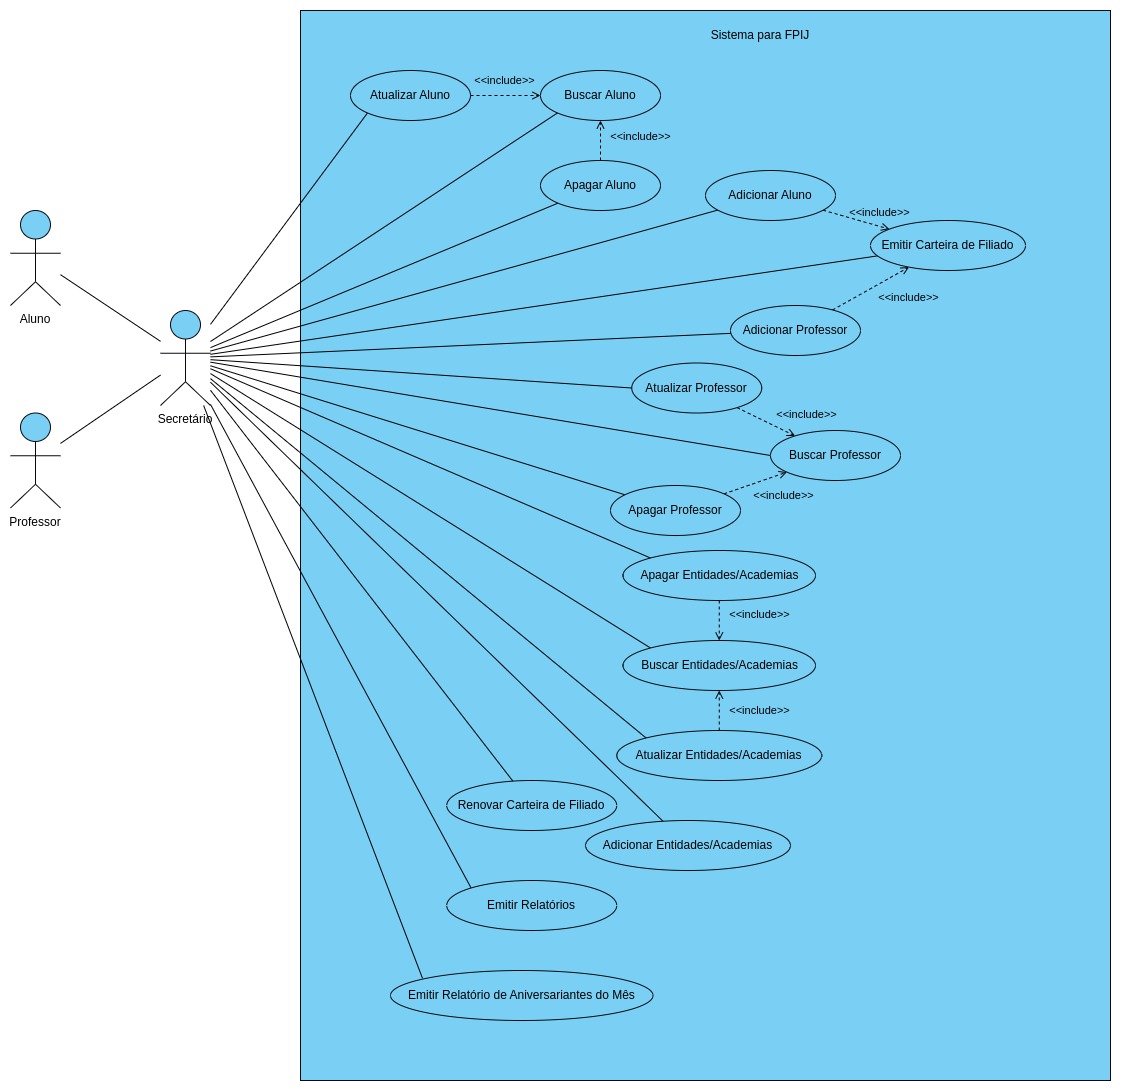 Sistema para FPIJ
<<include>>
Atualizar Aluno
Buscar Aluno
<<include>>
Apagar Aluno
Adicionar Aluno
<<include>>
Emitir Carteira de Filiado
<<include>>
Aluno
Adicionar Professor
Atualizar Professor
<<include>>
Secretário
Buscar Professor
<<include>>
Apagar Professor
Professor
Apagar Entidades/Academias
<<include>>
Buscar Entidades/Academias
<<include>>
Atualizar Entidades/Academias
Renovar Carteira de Filiado
Adicionar Entidades/Academias
Emitir Relatórios
Emitir Relatório de Aniversariantes do Mês